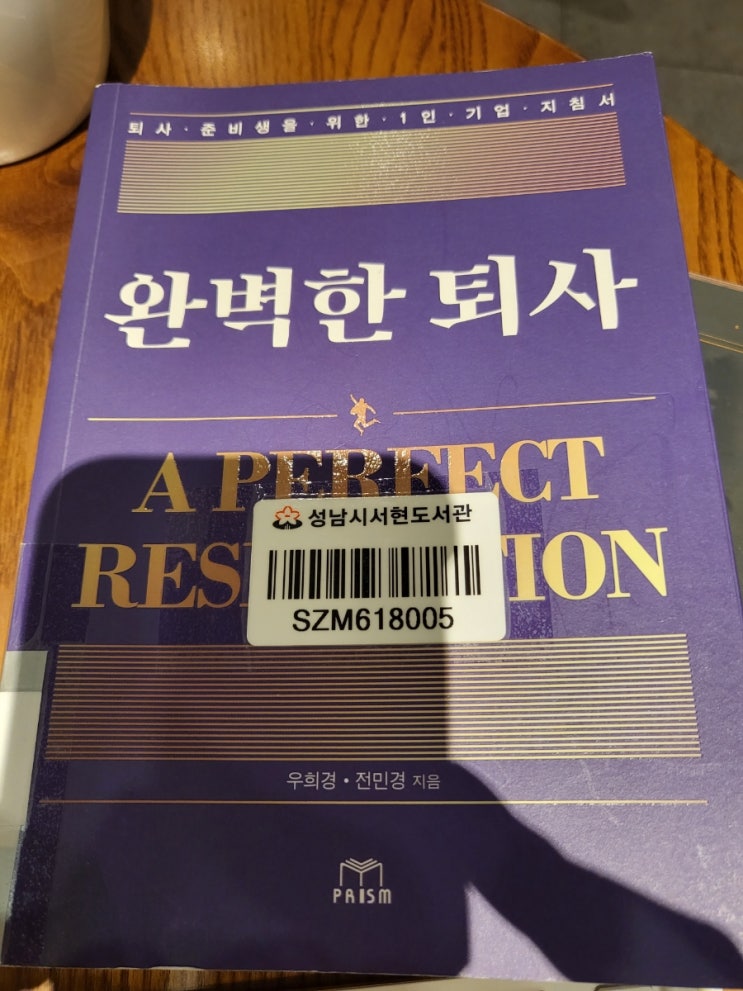 퇴사·준비생을·위한·1인·기업·지침서
완벽한 퇴사
A PERFECT
RES TION
성남시서현도서관
SZM618005
우희경·전민경 지음
PRISM